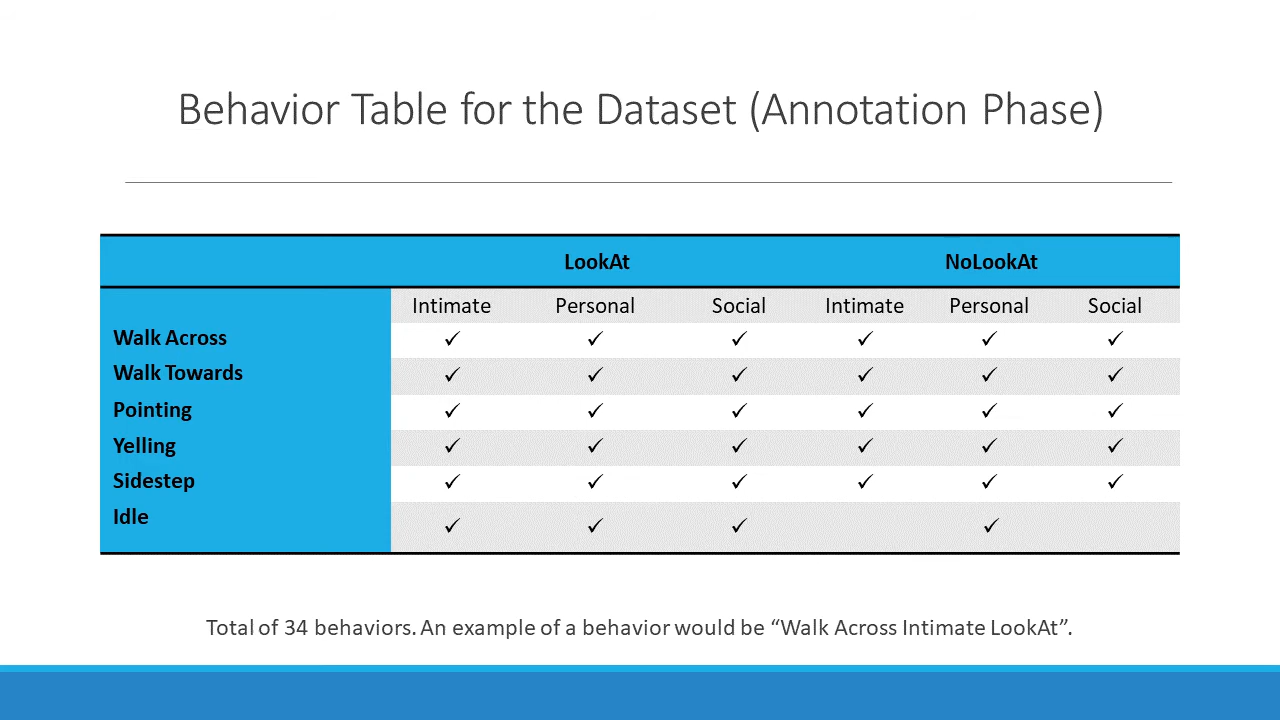 Behavior Table for the Dataset (Annotation Phase)
LookAt NoLookAt
Intimate Personal Social Intimate Personal Social
Walk Across ✓ ✓ ✓ ✓ ✓ ✓
Walk Towards ✓ ✓ ✓ ✓ ✓ ✓
Pointing ✓ ✓ ✓ ✓ ✓ ✓
Yelling ✓ ✓ ✓ ✓ ✓ ✓
Sidestep ✓ ✓ ✓ ✓ ✓ ✓
Idle ✓ ✓ ✓ ✓
Total of 34 behaviors. An example of a behavior would be “Walk Across Intimate LookAt”.